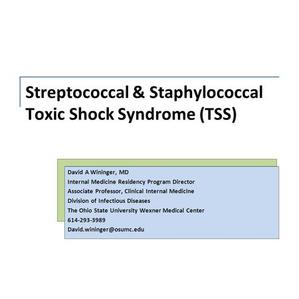 Streptococcal & Staphylococcal
Toxic Shock Syndrome (TSS)
David A Wininger, MD
Internal Medicine Residency Program Director
Associate Professor, Clinical Internal Medicine
Division of Infectious Diseases
The Ohio State University Wexner Medical Center
614-293-3989
David.wininger@osumc.edu